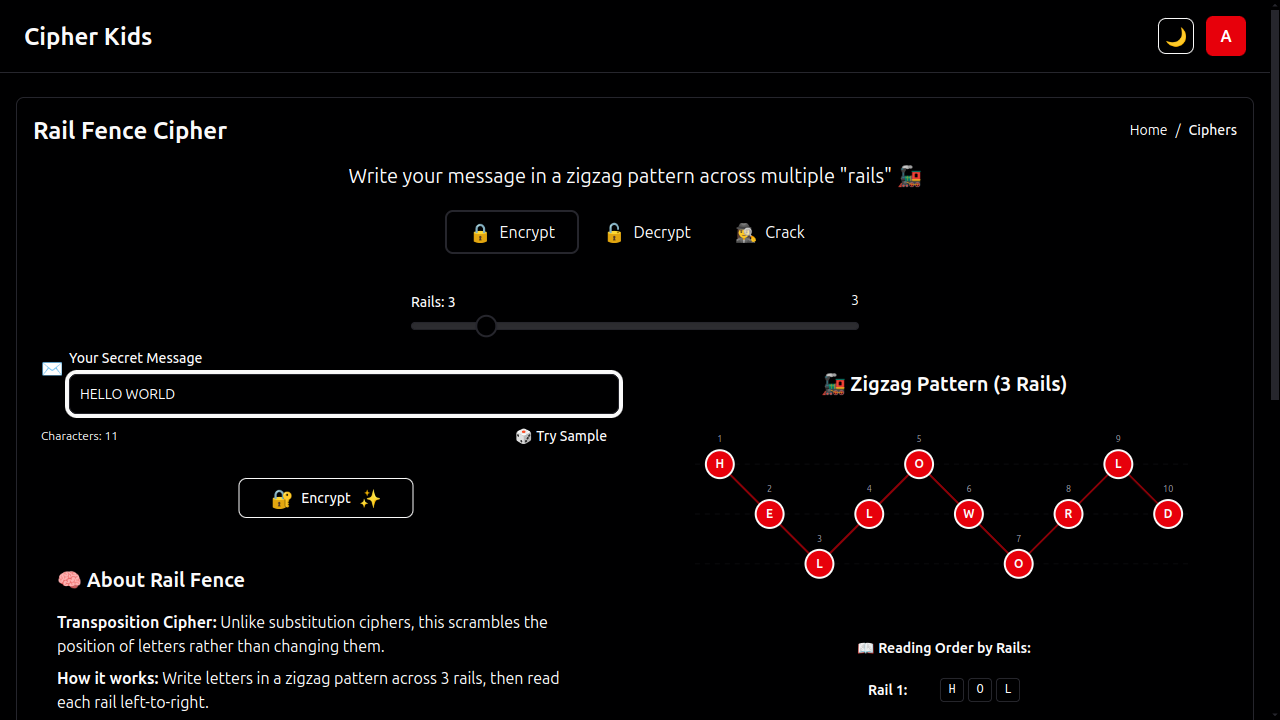 Cipher Kids
A
Rail Fence Cipher
Home / Ciphers
Write your message in a zigzag pattern across multiple "rails"
Encrypt
Decrypt
Crack
Rails: 3
3
Your Secret Message
HELLO WORLD
Characters: 11
Try Sample
Encrypt
About Rail Fence
Transposition Cipher: Unlike substitution ciphers, this scrambles the
position of letters rather than changing them.
How it works: Write letters in a zigzag pattern across 3 rails, then read
each rail left-to-right.
Zigzag Pattern (3 Rails)
1 5 9
H O L
2 4 6 8 10
E L W R D
3 7
L O
Reading Order by Rails:
Rail 1: H O L